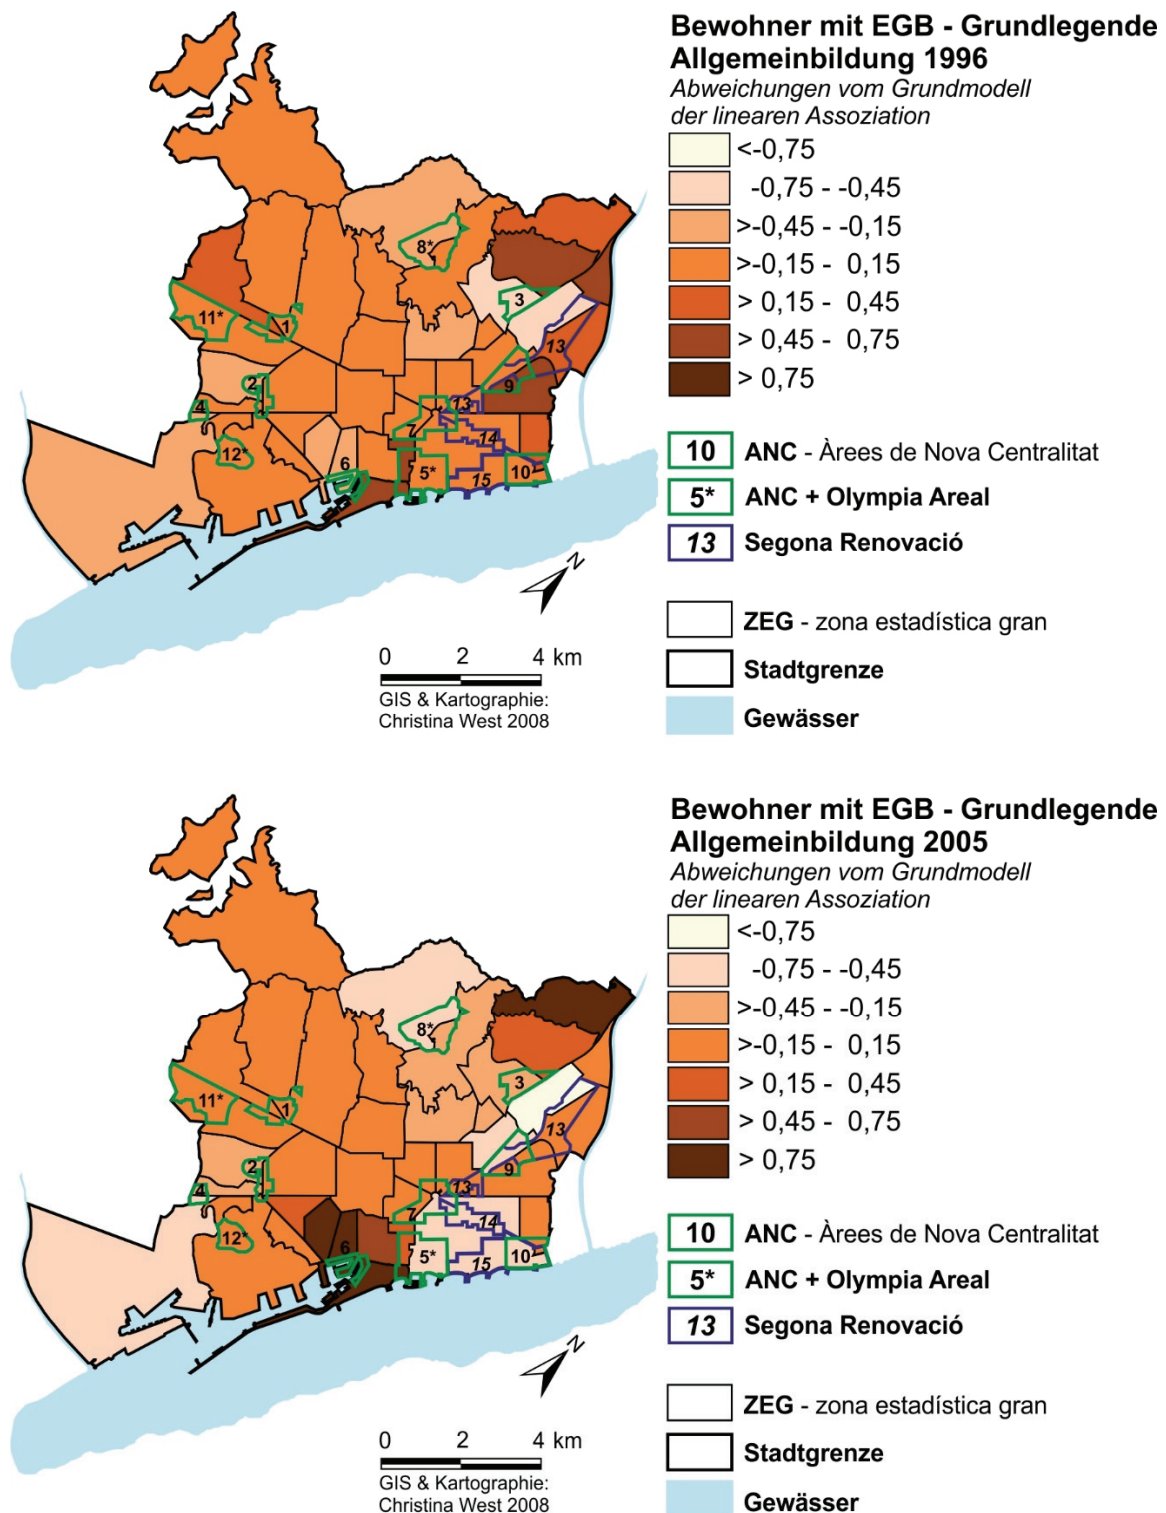 Bewohner mit EGB - Grundlegende
Allgemeinbildung 1996
Abweichungen vom Grundmodell
der linearen Assoziation
<-0,75
-0,75 - -0,45
>-0,45 - -0,15
>-0,15 - 0,15
> 0,15 - 0,45
> 0,45 - 0,75
> 0,75
10 ANC - Àrees de Nova Centralitat
5* ANC + Olympia Areal
13 Segona Renovació
ZEG - zona estadística gran
Stadtgrenze
Gewässer
8*
3
11*
1
13
2
9
4
13
7
14
12*
6
5*
15
10
N
0 2 4 km
GIS & Kartographie:
Christina West 2008
Bewohner mit EGB - Grundlegende
Allgemeinbildung 2005
Abweichungen vom Grundmodell
der linearen Assoziation
<-0,75
-0,75 - -0,45
>-0,45 - -0,15
>-0,15 - 0,15
> 0,15 - 0,45
> 0,45 - 0,75
> 0,75
10 ANC - Àrees de Nova Centralitat
5* ANC + Olympia Areal
13 Segona Renovació
ZEG - zona estadística gran
Stadtgrenze
Gewässer
8*
3
11*
1
13
2
9
4
13
7
14
12*
6
5*
15
10
N
0 2 4 km
GIS & Kartographie:
Christina West 2008